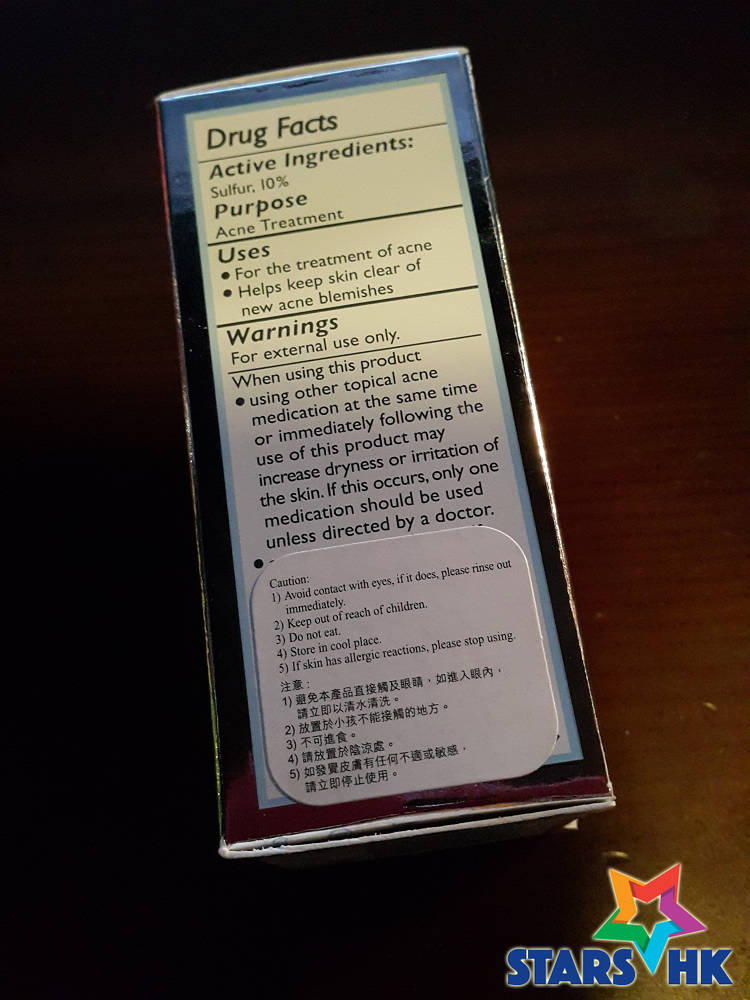 Drug Facts
Active Ingredients:
Sulfur, 10%
Purpose
Acne Treatment
Uses
• For the treatment of acne
• Helps keep skin clear of
new acne blemishes
Warnings
For external use only.
When using this product
• using other topical acne
medication at the same time
or immediately following the
use of this product may
increase dryness or irritation of
the skin. If this occurs, only one
medication should be used
unless directed by a doctor.
•
Caution:
1) Avoid contact with eyes, if it does, please rinse out
immediately.
2) Keep out of reach of children.
3) Do not eat.
4) Store in cool place.
5) If skin has allergic reactions, please stop using.
注意：
1) 避免本產品直接觸及眼睛，如進入眼內，
請立即以清水清洗。
2) 放置於小孩不能接觸的地方。
3) 不可進食。
4) 請放置於陰涼處。
5) 如發覺皮膚有任何不適或敏感，
請立即停止使用。
STARS HK